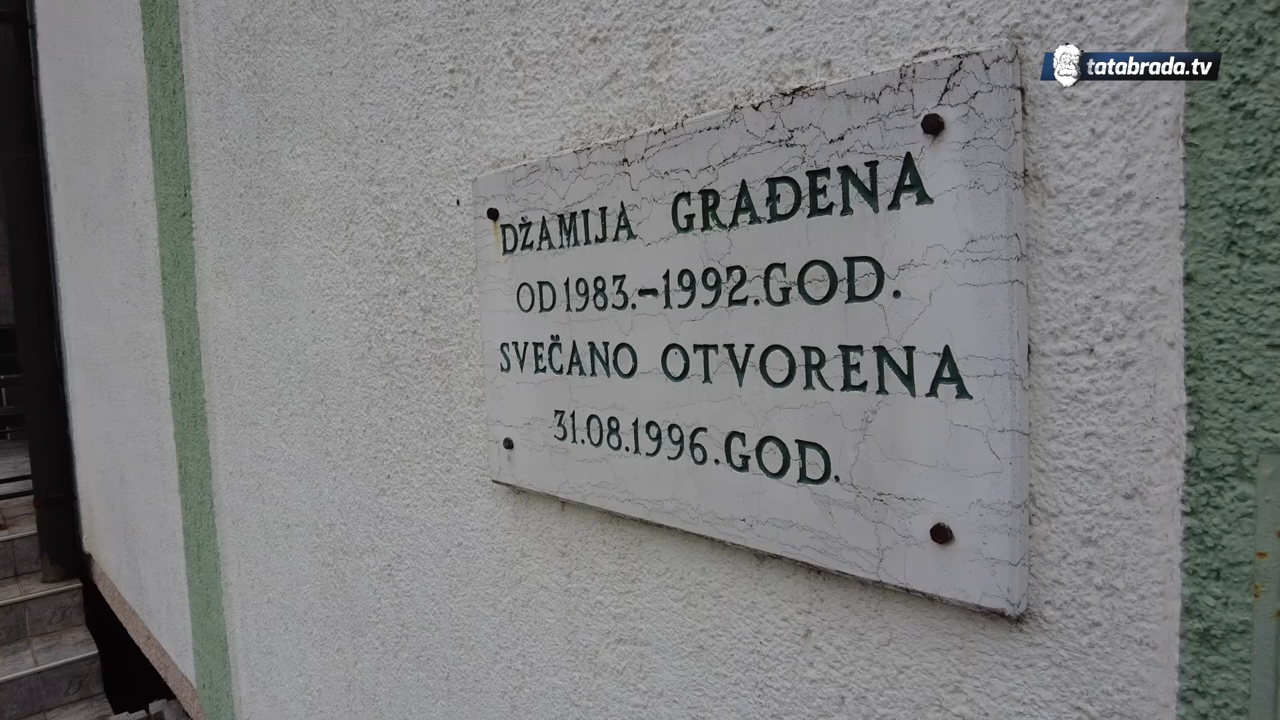 tatabrada.tv
DŽAMIJA GRAĐENA
OD 1983.-1992.GOD.
SVEČANO OTVORENA
31.08.1996.GOD.